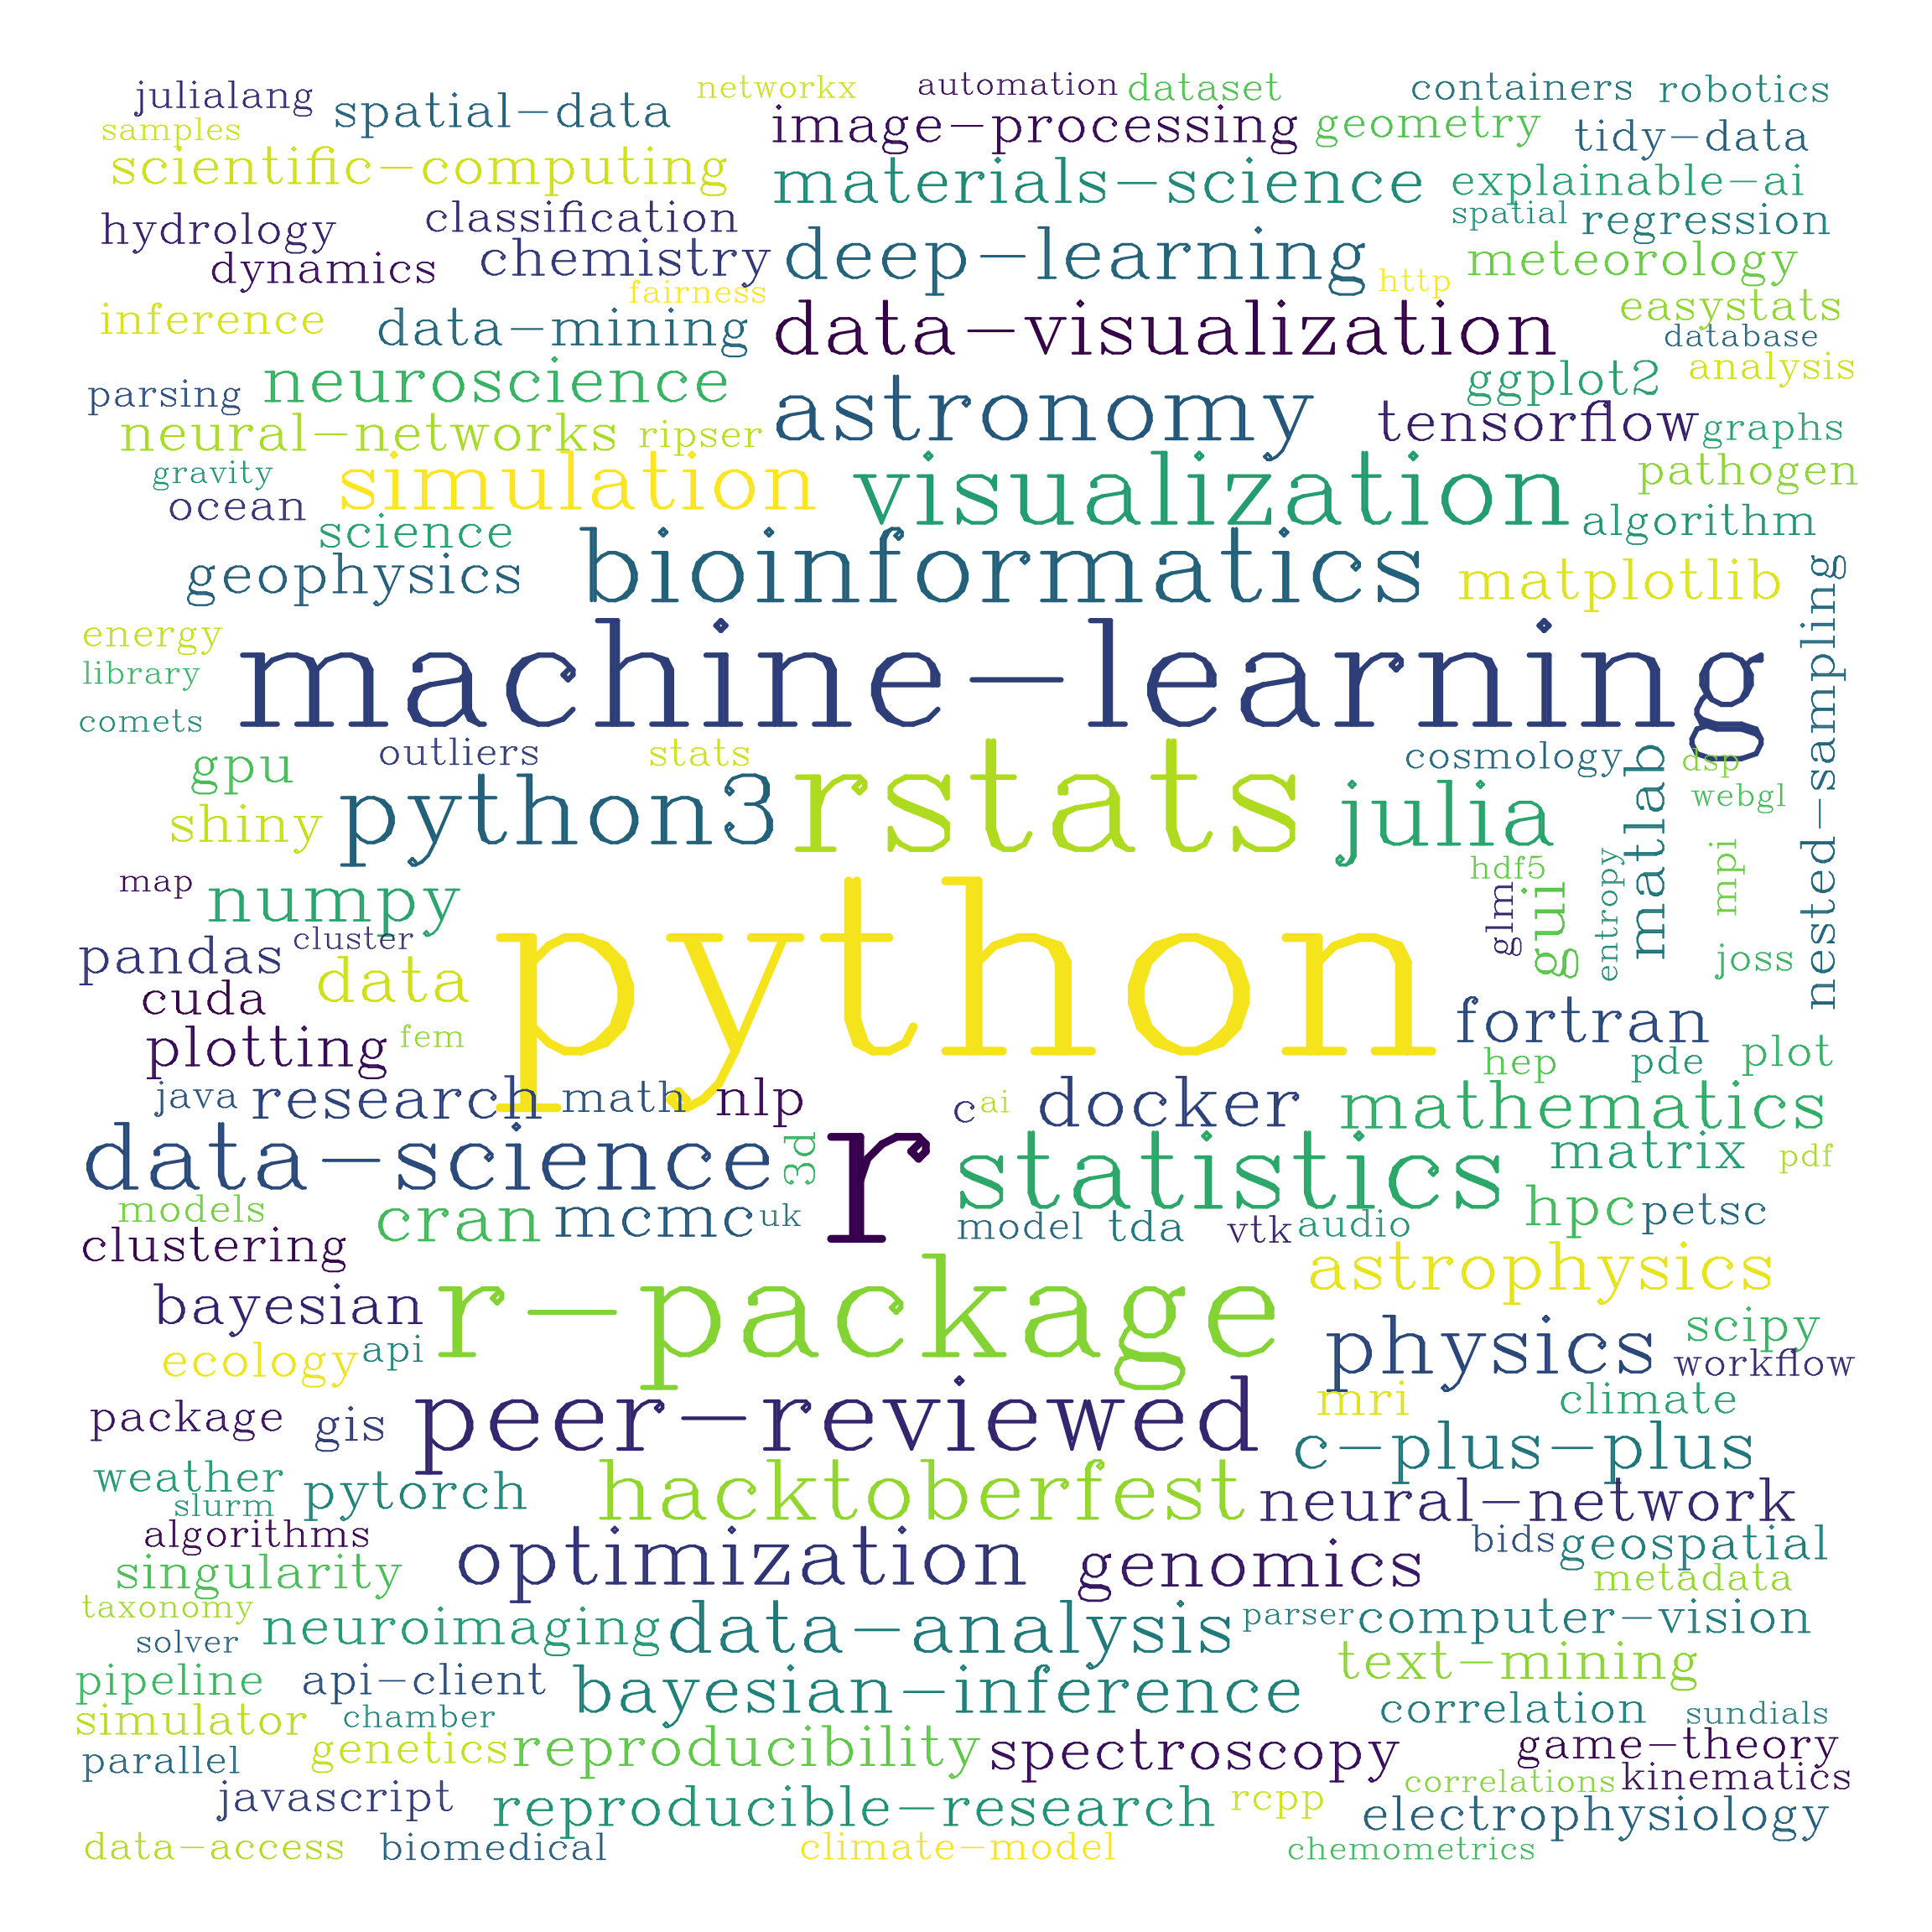 julialang spatial-data networkx automation dataset containers robotics
samples image-processing geometry tidy-data
scientific-computing materials-science explainable-ai
hydrology classification spatial regression
dynamics chemistry deep-learning meteorology
fairness http
inference data-mining data-visualization easystats
database
parsing neuroscience astronomy ggplot2 analysis
neural-networks ripser tensorflow graphs
gravity simulation visualization pathogen
ocean science algorithm
geophysics bioinformatics matplotlib
nested-sampling
energy machine-learning
library
comets
outliers stats cosmology dsp
gpu python3 rstats julia matlab webgl
shiny
map numpy hdf5 glm gui entropy mpi
pandas cluster python joss
cuda data
plotting fem fortran
hep pde plot
java research math nlp c ai docker mathematics
data-science 3d r statistics matrix pdf
models cran mcmc uk model tda vtk audio hpc petsc
clustering
bayesian r-package astrophysics
ecology api physics scipy
workflow
package gis peer-reviewed mri climate
c-plus-plus
weather slurm pytorch hacktoberfest neural-network
algorithms bids
singularity optimization genomics geospatial
taxonomy metadata
solver neuroimaging data-analysis parser computer-vision
pipeline api-client bayesian-inference text-mining
simulator chamber correlation sundials
parallel genetics reproducibility spectroscopy game-theory
javascript reproducible-research rcpp correlations kinematics
electrophysiology
data-access biomedical climate-model chemometrics